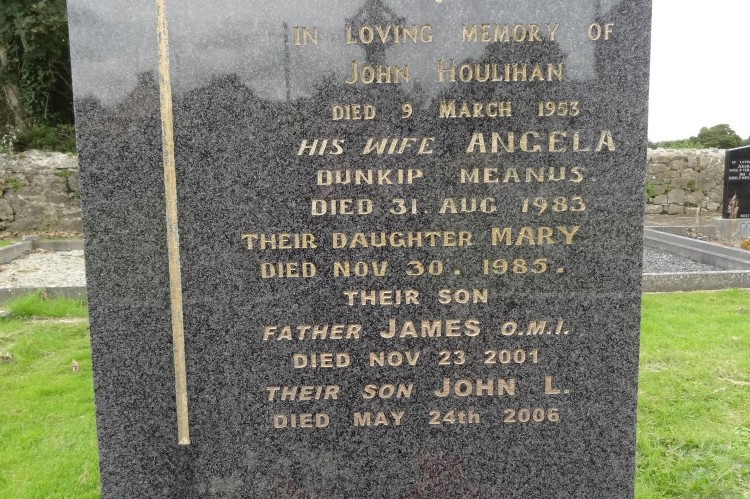 IN LOVING MEMORY OF
JOHN HOULIHAN
DIED 9 MARCH 1953
HIS WIFE ANGELA
DUNKIP MEANUS.
DIED 31. AUG 1983
THEIR DAUGHTER MARY
DIED NOV 30. 1985.
THEIR SON
FATHER JAMES O.M.I.
DIED NOV 23 2001
THEIR SON JOHN L.
DIED MAY 24th 2006